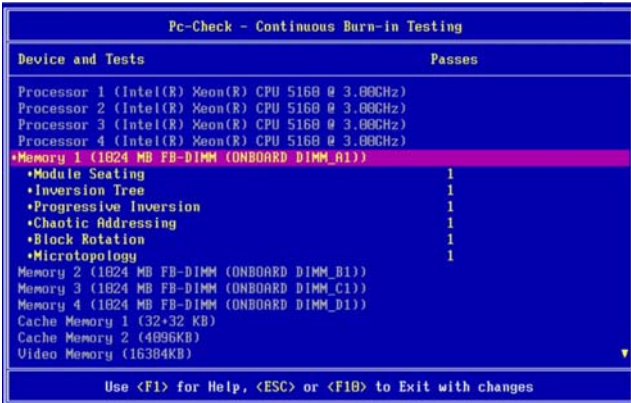 Pc-Check - Continuous Burn-in Testing
Device and Tests Passes
Processor 1 (Intel(R) Xeon(R) CPU 5160 @ 3.00GHz)
Processor 2 (Intel(R) Xeon(R) CPU 5160 @ 3.00GHz)
Processor 3 (Intel(R) Xeon(R) CPU 5160 @ 3.00GHz)
Processor 4 (Intel(R) Xeon(R) CPU 5160 @ 3.00GHz)
•Memory 1 (1024 MB FB-DIMM (ONBOARD DIMM_A1))
•Module Seating 1
•Inversion Tree 1
•Progressive Inversion 1
•Chaotic Addressing 1
•Block Rotation 1
•Microtopology 1
Memory 2 (1024 MB FB-DIMM (ONBOARD DIMM_B1))
Memory 3 (1024 MB FB-DIMM (ONBOARD DIMM_C1))
Memory 4 (1024 MB FB-DIMM (ONBOARD DIMM_D1))
Cache Memory 1 (32+32 KB)
Cache Memory 2 (4096KB)
Video Memory (16384KB)
Use <F1> for Help, <ESC> or <F10> to Exit with changes